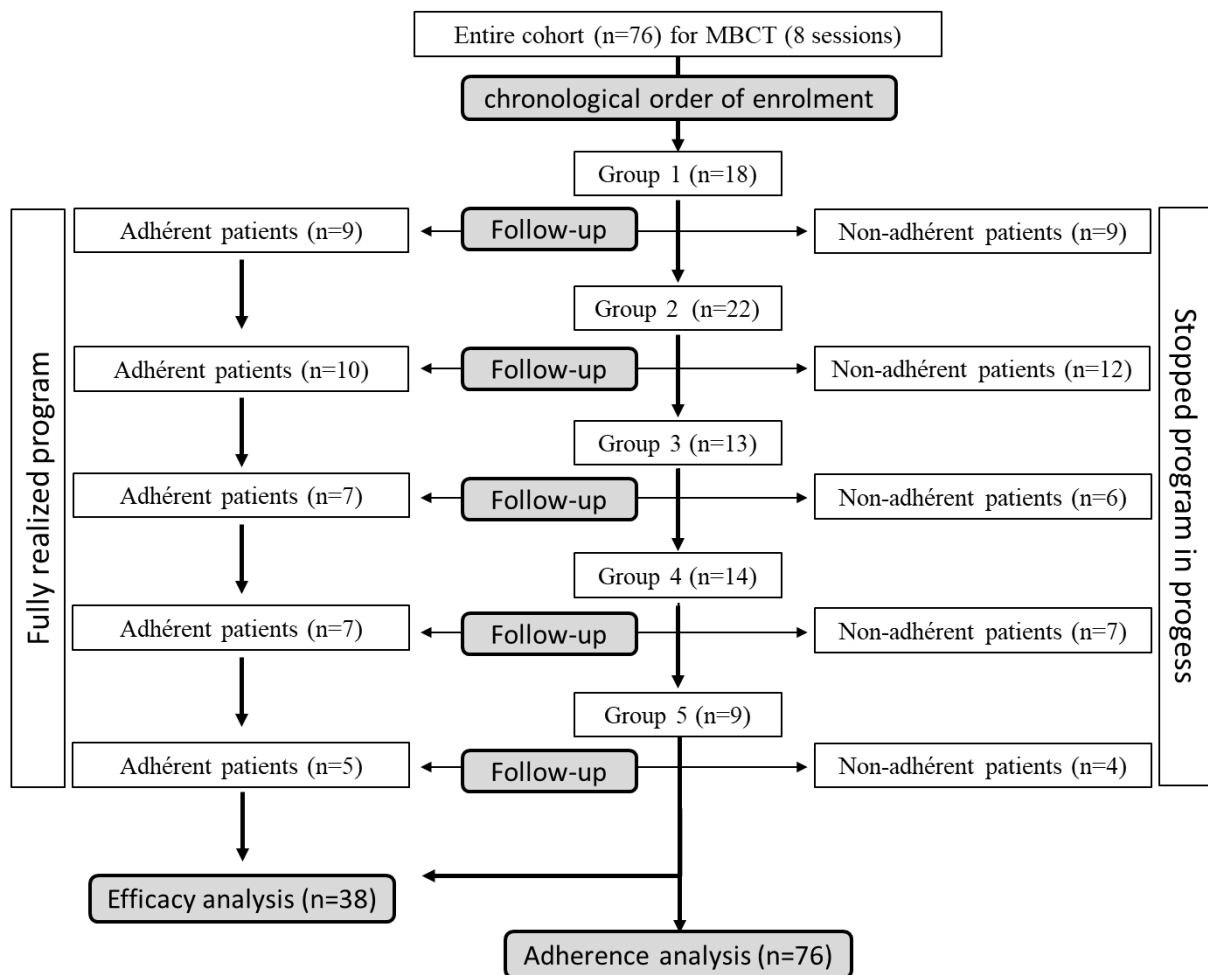 Entire cohort (n=76) for MBCT (8 sessions)
chronological order of enrolment
Group 1 (n=18)
Fully realized program
Adhérent patients (n=9)
Follow-up
Non-adhérent patients (n=9)
Stopped program in progess
Group 2 (n=22)
Adhérent patients (n=10)
Follow-up
Non-adhérent patients (n=12)
Group 3 (n=13)
Adhérent patients (n=7)
Follow-up
Non-adhérent patients (n=6)
Group 4 (n=14)
Adhérent patients (n=7)
Follow-up
Non-adhérent patients (n=7)
Group 5 (n=9)
Adhérent patients (n=5)
Follow-up
Non-adhérent patients (n=4)
Efficacy analysis (n=38)
Adherence analysis (n=76)